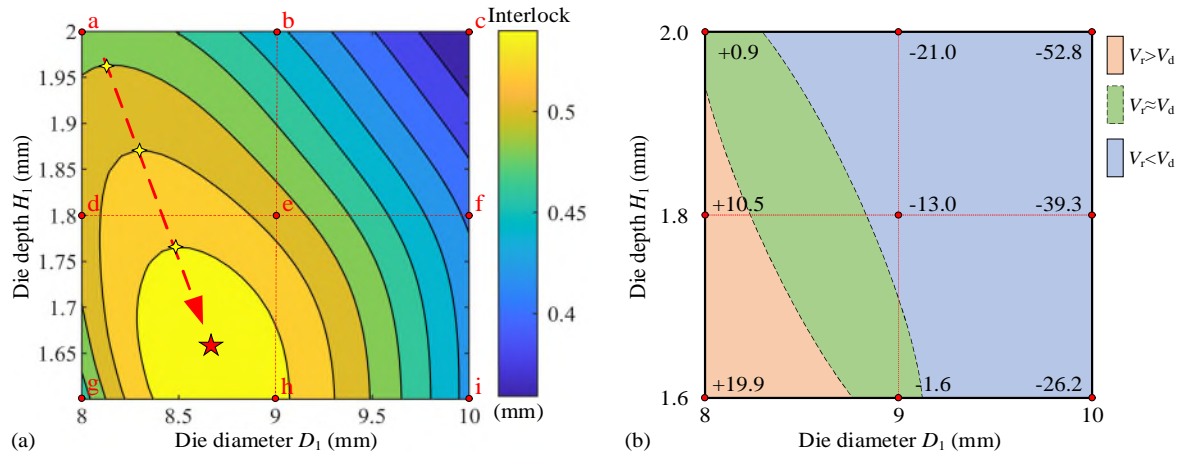 a b c Interlock
2
1.95
1.9
1.85
d e f
1.8
1.75
1.7
1.65
g h i
8 8.5 9 9.5 10
0.5
0.45
0.4
(mm)
Die depth H₁ (mm)
Die diameter D₁ (mm)
(a)
2.0
1.8
1.6
+0.9 -21.0 -52.8
+10.5 -13.0 -39.3
+19.9 -1.6 -26.2
8 9 10
Die depth H₁ (mm)
Die diameter D₁ (mm)
(b)
Vᵣ>V_d
Vᵣ≈V_d
Vᵣ<V_d